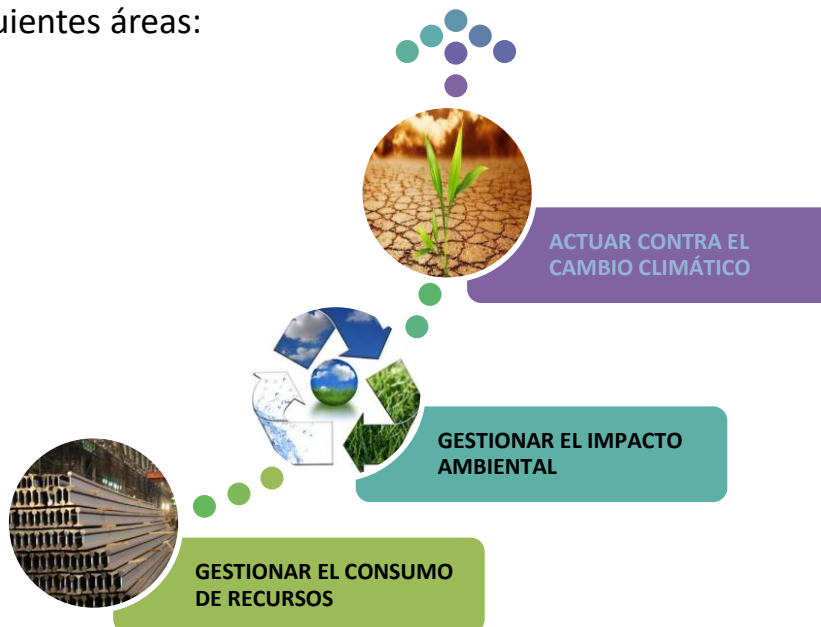 uientes áreas:
ACTUAR CONTRA EL
CAMBIO CLIMÁTICO
GESTIONAR EL IMPACTO
AMBIENTAL
GESTIONAR EL CONSUMO
DE RECURSOS